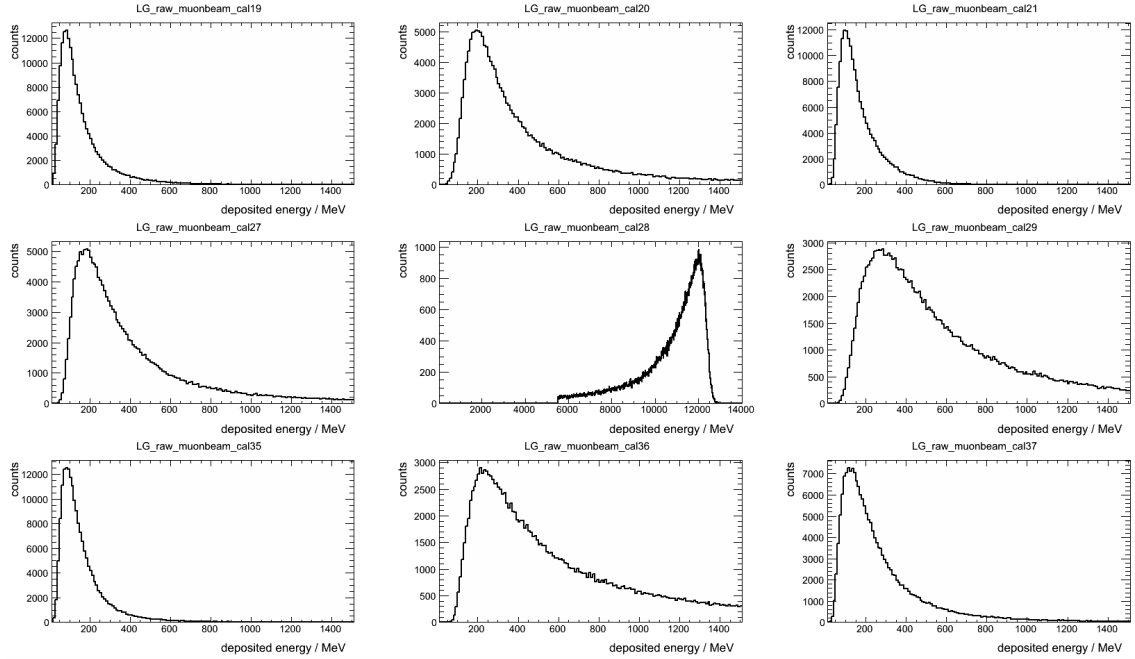 LG_raw_muonbeam_cal19
counts
12000
10000
8000
6000
4000
2000
0
200 400 600 800 1000 1200 1400
deposited energy / MeV
LG_raw_muonbeam_cal20
counts
5000
4000
3000
2000
1000
0
200 400 600 800 1000 1200 1400
deposited energy / MeV
LG_raw_muonbeam_cal21
counts
12000
10000
8000
6000
4000
2000
0
200 400 600 800 1000 1200 1400
deposited energy / MeV
LG_raw_muonbeam_cal27
counts
5000
4000
3000
2000
1000
0
200 400 600 800 1000 1200 1400
deposited energy / MeV
LG_raw_muonbeam_cal28
counts
1000
800
600
400
200
0
2000 4000 6000 8000 10000 12000 14000
deposited energy / MeV
LG_raw_muonbeam_cal29
counts
3000
2500
2000
1500
1000
500
0
200 400 600 800 1000 1200 1400
deposited energy / MeV
LG_raw_muonbeam_cal35
counts
12000
10000
8000
6000
4000
2000
0
200 400 600 800 1000 1200 1400
deposited energy / MeV
LG_raw_muonbeam_cal36
counts
3000
2500
2000
1500
1000
500
0
200 400 600 800 1000 1200 1400
deposited energy / MeV
LG_raw_muonbeam_cal37
counts
7000
6000
5000
4000
3000
2000
1000
0
200 400 600 800 1000 1200 1400
deposited energy / MeV